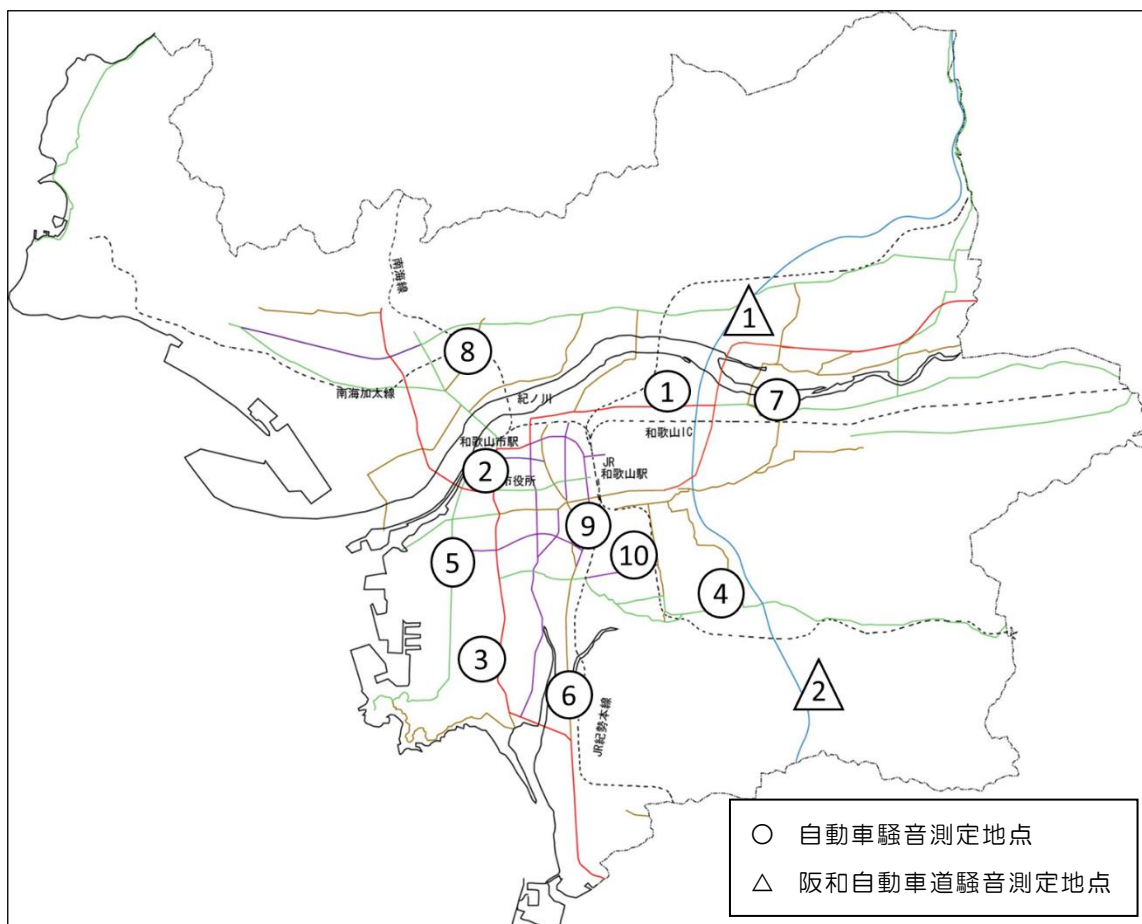 南海線
1
8
南海加太線
紀ノ川
1
7
和歌山市駅
和歌山IC
JR
和歌山駅
2
市役所
9
10
5
4
3
6
2
JR紀勢本線
○ 自動車騒音測定地点
△ 阪和自動車道騒音測定地点